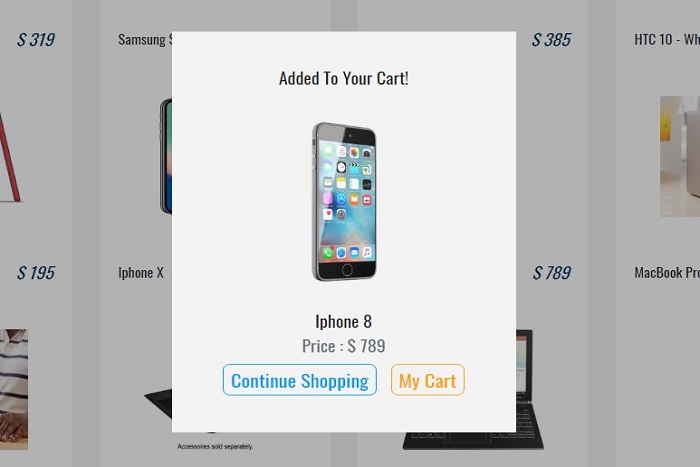 $ 319
Samsung
$ 385
HTC 10 - Wh
Added To Your Cart!
$ 195
Iphone X
$ 789
MacBook Pro
Iphone 8
Price : $ 789
Continue Shopping
My Cart
Accessories sold separately.